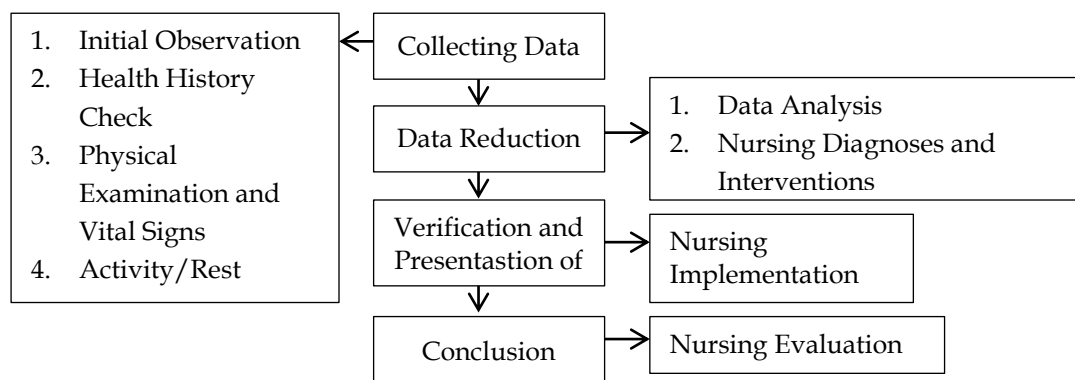 1. Initial Observation
2. Health History
Check
3. Physical
Examination and
Vital Signs
4. Activity/Rest
Collecting Data
Data Reduction
1. Data Analysis
2. Nursing Diagnoses and
Interventions
Verification and
Presentastion of
Nursing
Implementation
Conclusion
Nursing Evaluation